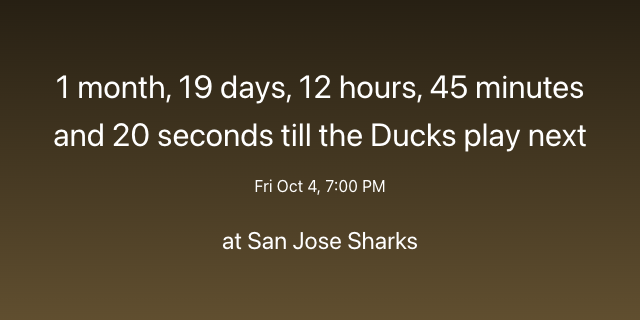 1 month, 19 days, 12 hours, 45 minutes
and 20 seconds till the Ducks play next
Fri Oct 4, 7:00 PM
at San Jose Sharks